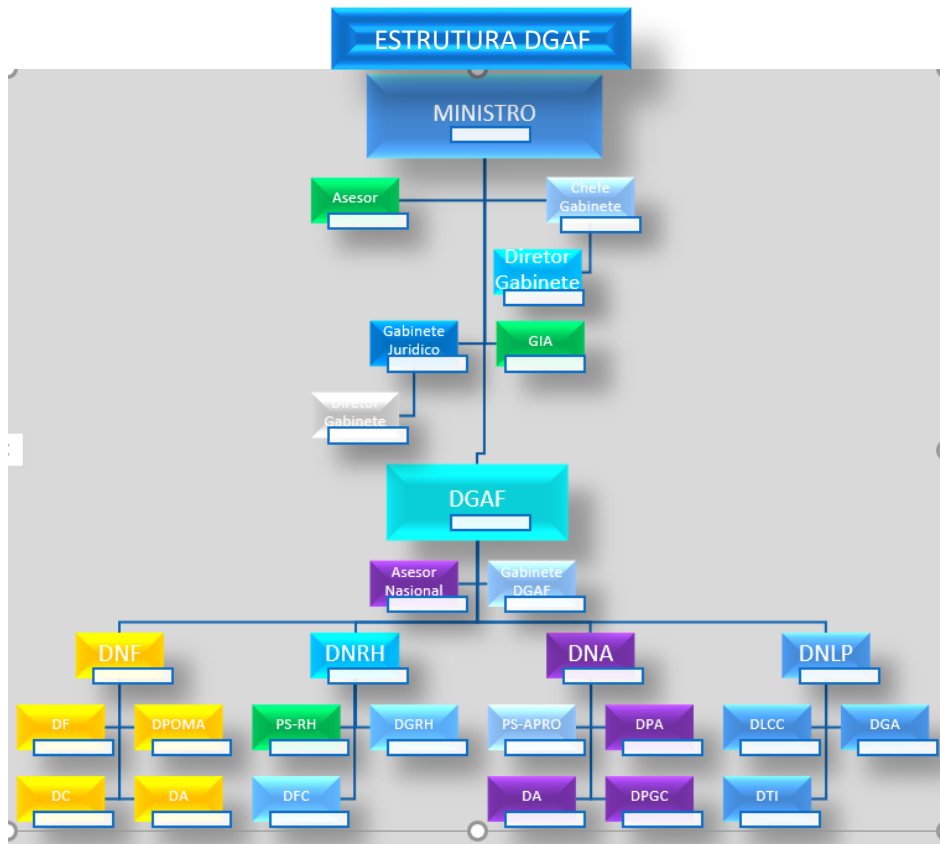 ESTRUTURA DGAF
MINISTRO
Asesor
Chefe
Gabinete
Diretor
Gabinete
Gabinete
Juridico
GIA
Diretor
Gabinete
DGAF
Asesor
Nasional
Gabinete
DGAF
DNF
DNRH
DNA
DNLP
DF
DPOMA
PS-RH
DGRH
PS-APRO
DPA
DLCC
DGA
DC
DA
DFC
DA
DPGC
DTI